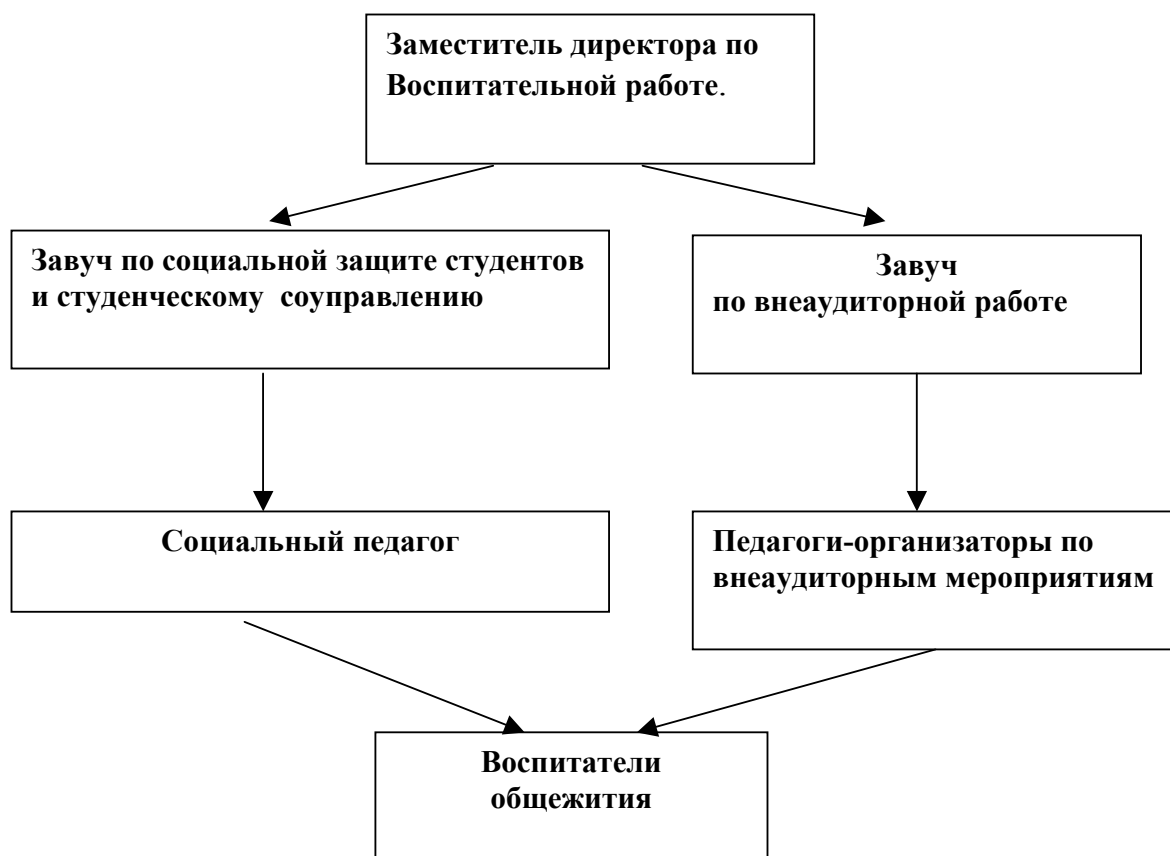 Заместитель директора по
Воспитательной работе.
Завуч по социальной защите студентов
и студенческому  соуправлению
Завуч
по внеаудиторной работе
Социальный педагог
Педагоги-организаторы по
внеаудиторным мероприятиям
Воспитатели
общежития